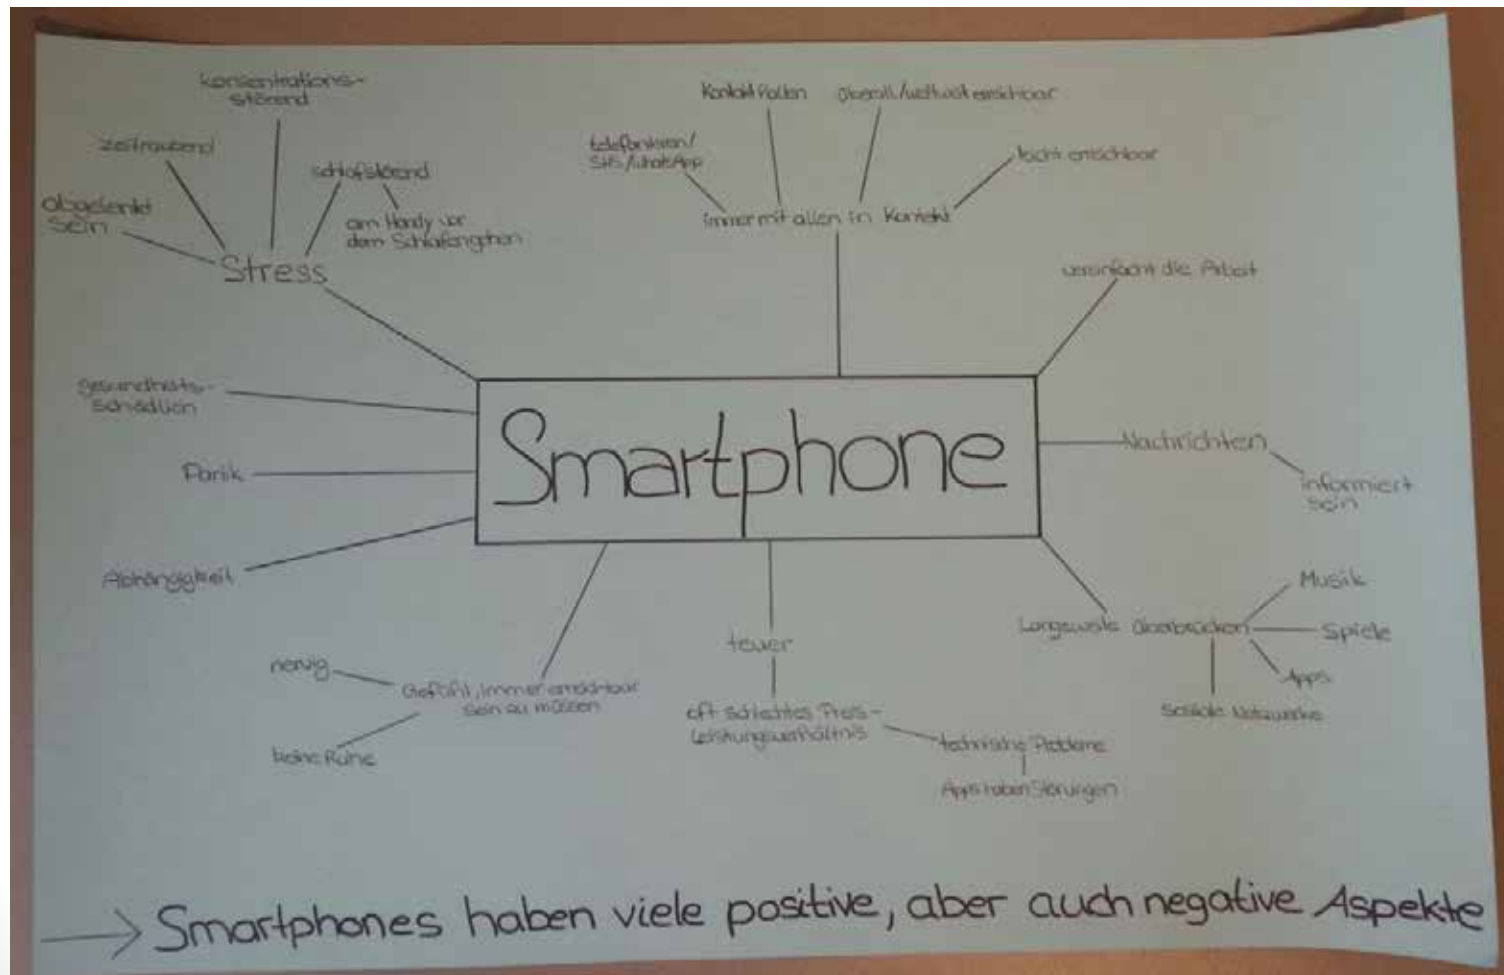 konzentrations-
störend
zeitraubend
schlafstörend
abgelenkt
sein
am Handy vor
dem Schlafengehen
Stress
Kontakt halten
überall/weltweit erreichbar
telefonieren/
SMS/WhatsApp
leicht erreichbar
immer mit allen in Kontakt
vereinfacht die Arbeit
gesundheits-
schädlich
Panik
Abhängigkeit
Smartphone
Nachrichten
informiert
sein
Musik
Langeweile überbrücken
Spiele
Apps
soziale Netzwerke
nervig
Gefühl, immer erreichbar
sein zu müssen
keine Ruhe
teuer
oft schlechtes Preis-
Leistungsverhältnis
technische Probleme
Apps haben Störungen
→ Smartphones haben viele positive, aber auch negative Aspekte